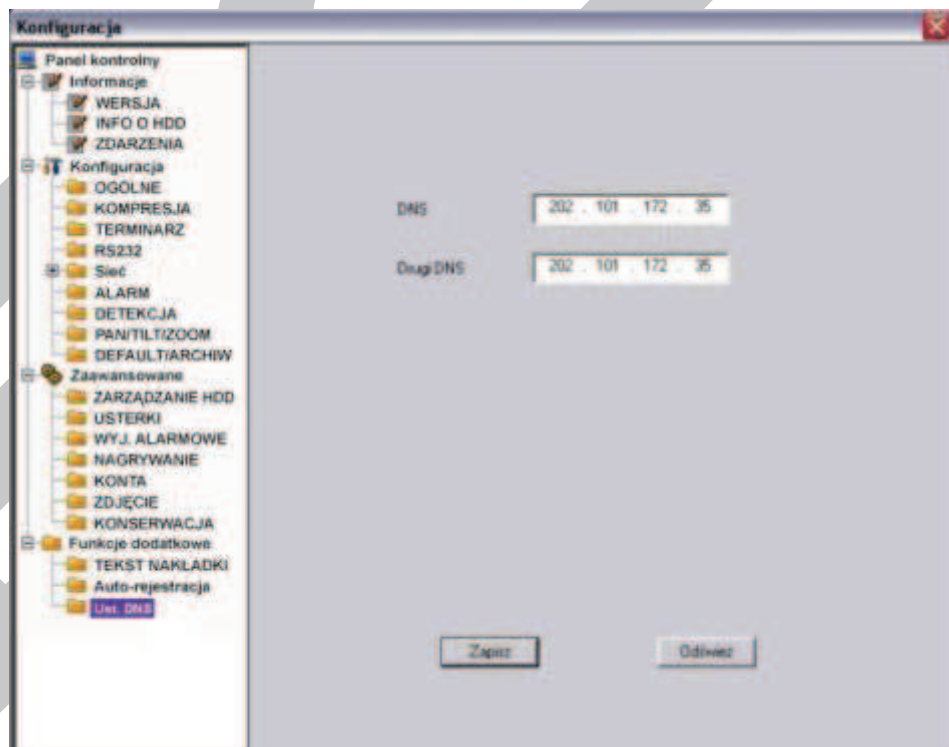 Konfiguracja
Panel kontrolny
Informacje
WERSJA
INFO O HDD
ZDARZENIA
Konfiguracja
OGÓLNE
KOMPRESJA
TERMINARZ
RS232
Sieć
ALARM
DETEKCJA
PAN/TILT/ZOOM
DEFAULT/ARCHIW
Zaawansowane
ZARZĄDZANIE HDD
USTERKI
WYJ. ALARMOWE
NAGRYWANIE
KONTA
ZDJĘCIE
KONSERWACJA
Funkcje dodatkowe
TEKST NAKŁADKI
Auto-rejestracja
Ust. DNS
DNS 202 . 101 . 172 . 35
Drugi DNS 202 . 101 . 172 . 35
Zapisz
Odśwież